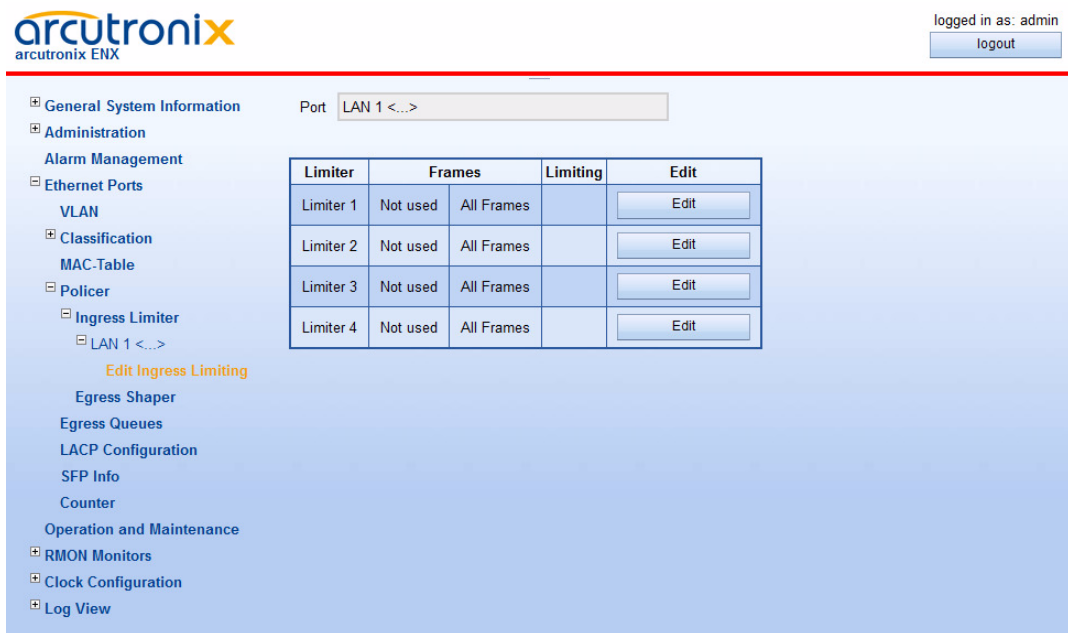 arcutronix
arcutronix ENX
logged in as: admin
logout
General System Information
Administration
Alarm Management
Ethernet Ports
VLAN
Classification
MAC-Table
Policer
Ingress Limiter
LAN 1 <...>
Edit Ingress Limiting
Egress Shaper
Egress Queues
LACP Configuration
SFP Info
Counter
Operation and Maintenance
RMON Monitors
Clock Configuration
Log View
Port LAN 1 <...>
Limiter Frames Limiting Edit
Limiter 1 Not used All Frames Edit
Limiter 2 Not used All Frames Edit
Limiter 3 Not used All Frames Edit
Limiter 4 Not used All Frames Edit